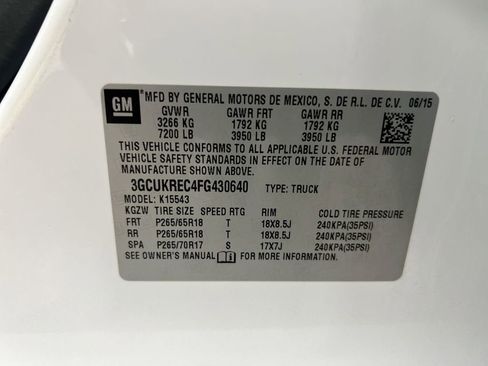 GM MFD BY GENERAL MOTORS DE MEXICO, S. DE R.L. DE C.V. 06/15
GVWR GAWR FRT GAWR RR
3266 KG 1792 KG 1792 KG
7200 LB 3950 LB 3950 LB
THIS VEHICLE CONFORMS TO ALL APPLICABLE U.S. FEDERAL MOTOR
VEHICLE SAFETY STANDARDS IN EFFECT ON THE DATE OF
MANUFACTURE SHOWN ABOVE.
3GCUKREC4FG430640 TYPE: TRUCK
MODEL: K15543
KGZW TIRE SIZE SPEED RTG RIM COLD TIRE PRESSURE
FRT P265/65R18 T 18X8.5J 240KPA(35PSI)
RR P265/65R18 T 18X8.5J 240KPA(35PSI)
SPA P265/70R17 S 17X7J 240KPA(35PSI)
SEE OWNER'S MANUAL FOR MORE INFORMATION.